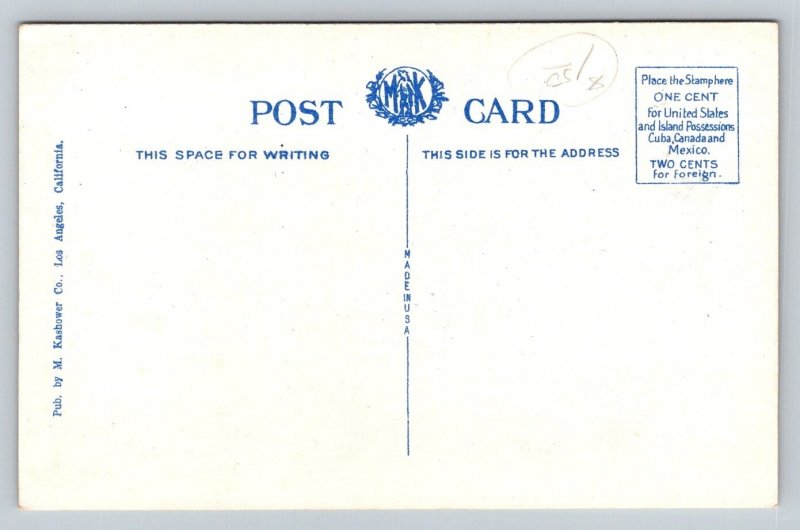 POST CARD
MK
THIS SPACE FOR WRITING
THIS SIDE IS FOR THE ADDRESS
Place the Stamp here
ONE CENT
For United States
and Island Possessions
Cuba, Canada and
Mexico.
TWO CENTS
for Foreign.
MADE IN USA
Pub. by M. Kashower Co., Los Angeles, California.